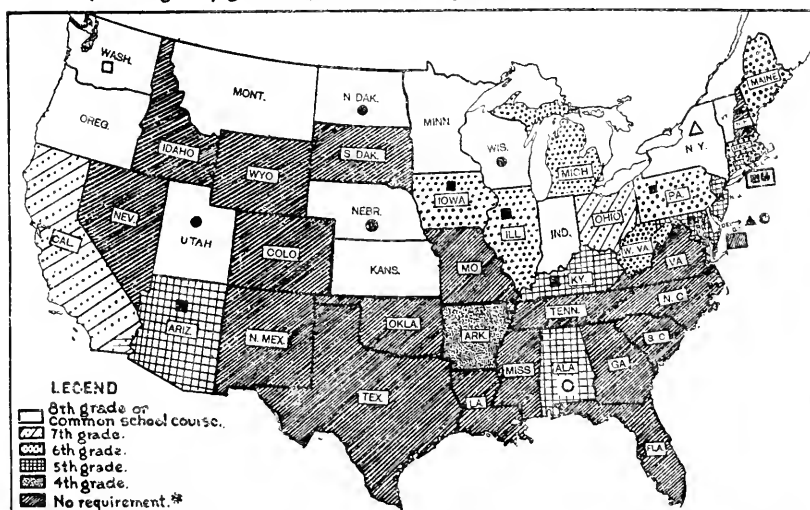 WASH.
MONT.
N. DAK.
MINN.
OREG.
IDAHO
WYO
S. DAK.
WIS.
MICH
MAINE
N.Y.
NEV.
UTAH
COLO
NEBR.
KANS.
IOWA
ILL
IND.
OHIO
PA.
CAL.
ARIZ
N. MEX.
OKLA
MO
KY.
W.VA
VA
N. C
TENN.
ARK.
S. C
TEX.
LA
MISS
ALA
GA
FLA
LEGEND
8th grade or
common school course.
7th grade.
6th grade.
5th grade.
4th grade.
No requirement.*